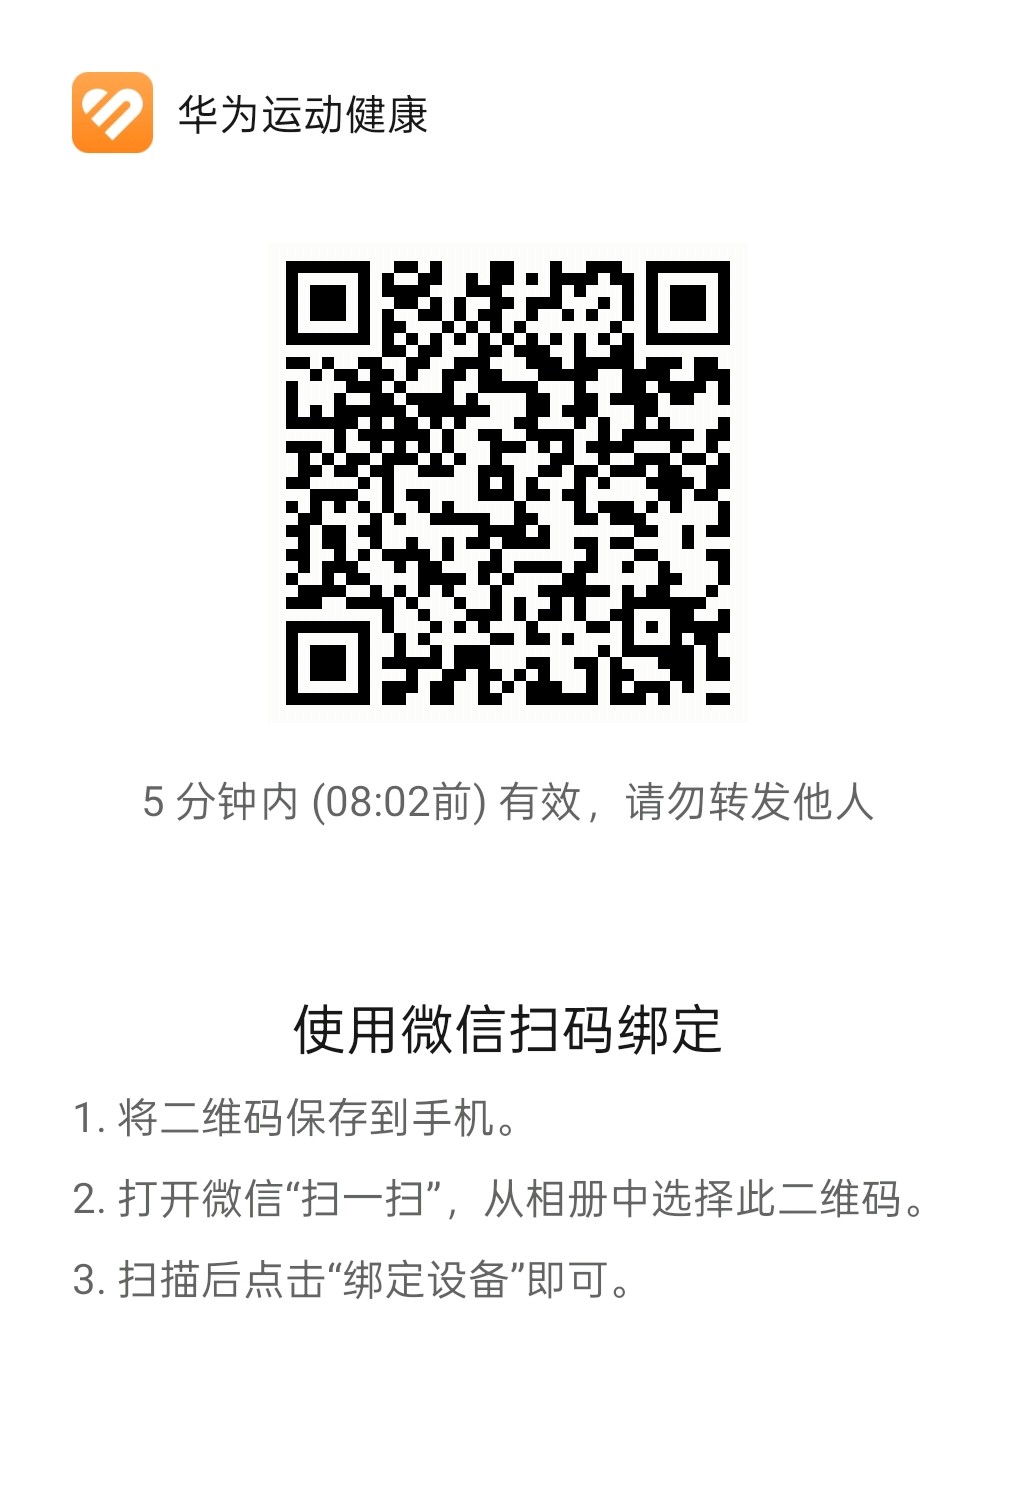 华为运动健康
5 分钟内 (08:02前) 有效，请勿转发他人
使用微信扫码绑定
1. 将二维码保存到手机。
2. 打开微信“扫一扫”，从相册中选择此二维码。
3. 扫描后点击“绑定设备”即可。